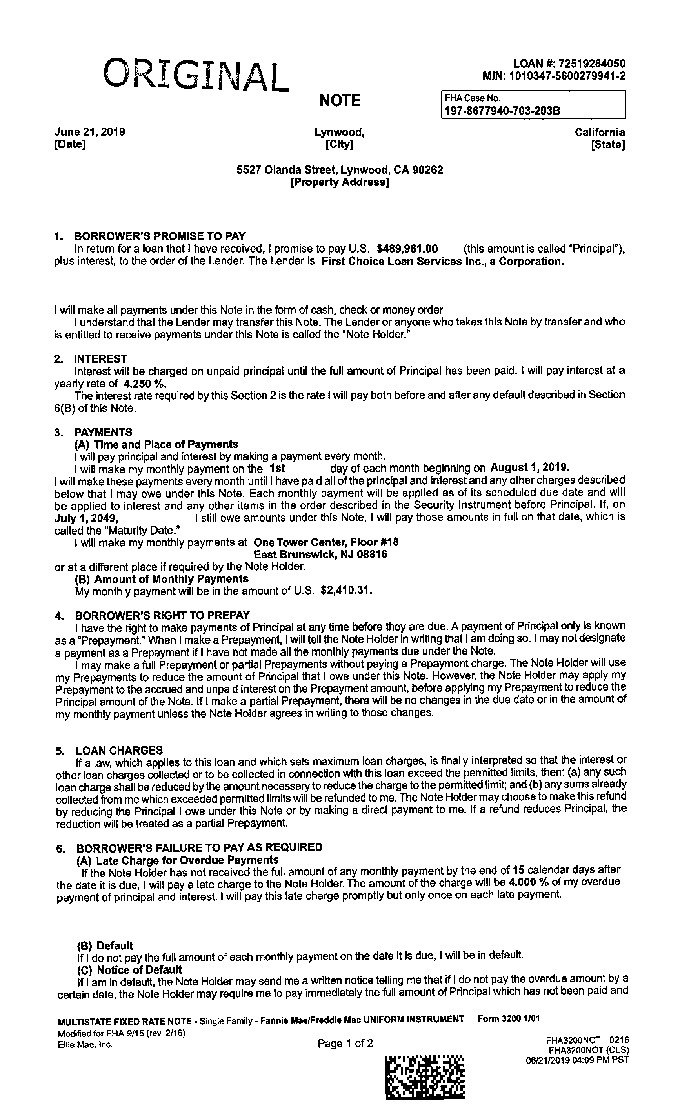 ORIGINAL
LOAN #: 72519284050
MIN: 1010347-5600279941-2
NOTE
FHA Case No.
197-8677940-703-203B
June 21, 2019 Lynwood, California
[Date] [City] [State]
5527 Olanda Street, Lynwood, CA 90262
[Property Address]
1. BORROWER'S PROMISE TO PAY
In return for a loan that I have received, I promise to pay U.S. $489,961.00 (this amount is called "Principal"),
plus interest, to the order of the Lender. The Lender is First Choice Loan Services Inc., a Corporation.
I will make all payments under this Note in the form of cash, check or money order
I understand that the Lender may transfer this Note. The Lender or anyone who takes this Note by transfer and who
is entitled to receive payments under this Note is called the "Note Holder."
2. INTEREST
Interest will be charged on unpaid principal until the full amount of Principal has been paid. I will pay interest at a
yearly rate of 4.250 %.
The interest rate required by this Section 2 is the rate I will pay both before and after any default described in Section
6(B) of this Note.
3. PAYMENTS
(A) Time and Place of Payments
I will pay principal and interest by making a payment every month.
I will make my monthly payment on the 1st day of each month beginning on August 1, 2019.
I will make these payments every month until I have paid all of the principal and interest and any other charges described
below that I may owe under this Note. Each monthly payment will be applied as of its scheduled due date and will
be applied to interest and any other items in the order described in the Security Instrument before Principal. If, on
July 1, 2049, I still owe amounts under this Note, I will pay those amounts in full on that date, which is
called the "Maturity Date."
I will make my monthly payments at One Tower Center, Floor #18
East Brunswick, NJ 08816
or at a different place if required by the Note Holder.
(B) Amount of Monthly Payments
My monthly payment will be in the amount of U.S. $2,410.31.
4. BORROWER'S RIGHT TO PREPAY
I have the right to make payments of Principal at any time before they are due. A payment of Principal only is known
as a "Prepayment." When I make a Prepayment, I will tell the Note Holder in writing that I am doing so. I may not designate
a payment as a Prepayment if I have not made all the monthly payments due under the Note.
I may make a full Prepayment or partial Prepayments without paying a Prepayment charge. The Note Holder will use
my Prepayments to reduce the amount of Principal that I owe under this Note. However, the Note Holder may apply my
Prepayment to the accrued and unpaid interest on the Prepayment amount, before applying my Prepayment to reduce the
Principal amount of the Note. If I make a partial Prepayment, there will be no changes in the due date or in the amount of
my monthly payment unless the Note Holder agrees in writing to those changes.
5. LOAN CHARGES
If a law, which applies to this loan and which sets maximum loan charges, is finally interpreted so that the interest or
other loan charges collected or to be collected in connection with this loan exceed the permitted limits, then: (a) any such
loan charge shall be reduced by the amount necessary to reduce the charge to the permitted limit; and (b) any sums already
collected from me which exceeded permitted limits will be refunded to me. The Note Holder may choose to make this refund
by reducing the Principal I owe under this Note or by making a direct payment to me. If a refund reduces Principal, the
reduction will be treated as a partial Prepayment.
6. BORROWER'S FAILURE TO PAY AS REQUIRED
(A) Late Charge for Overdue Payments
If the Note Holder has not received the full amount of any monthly payment by the end of 15 calendar days after
the date it is due, I will pay a late charge to the Note Holder. The amount of the charge will be 4.000 % of my overdue
payment of principal and interest. I will pay this late charge promptly but only once on each late payment.
(B) Default
If I do not pay the full amount of each monthly payment on the date it is due, I will be in default.
(C) Notice of Default
If I am in default, the Note Holder may send me a written notice telling me that if I do not pay the overdue amount by a
certain date, the Note Holder may require me to pay immediately the full amount of Principal which has not been paid and
MULTISTATE FIXED RATE NOTE - Single Family - Fannie Mae/Freddie Mac UNIFORM INSTRUMENT Form 3200 1/01
Modified for FHA 9/15 (rev. 2/16)
Ellie Mae, Inc. Page 1 of 2
FHA3200NOT 0216
FHA3200NOT (CLS)
06/21/2019 04:09 PM PST